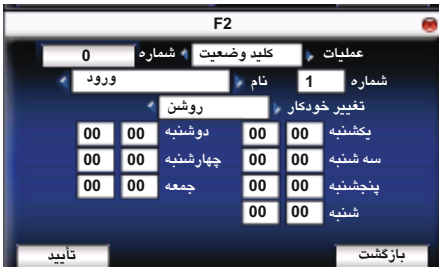 F2
عملیات کلید وضعیت شماره 0
شماره 1 نام ورود
تغییر خودکار روشن
یکشنبه 00 00 دوشنبه 00 00
سه شنبه 00 00 چهارشنبه 00 00
پنجشنبه 00 00 جمعه 00 00
شنبه 00 00
بازگشت تأیید